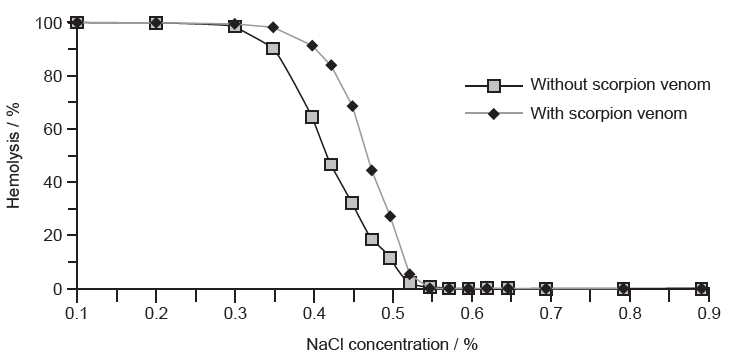 Hemolysis / %
100
80
60
40
20
0
Without scorpion venom
With scorpion venom
0.1 0.2 0.3 0.4 0.5 0.6 0.7 0.8 0.9
NaCl concentration / %